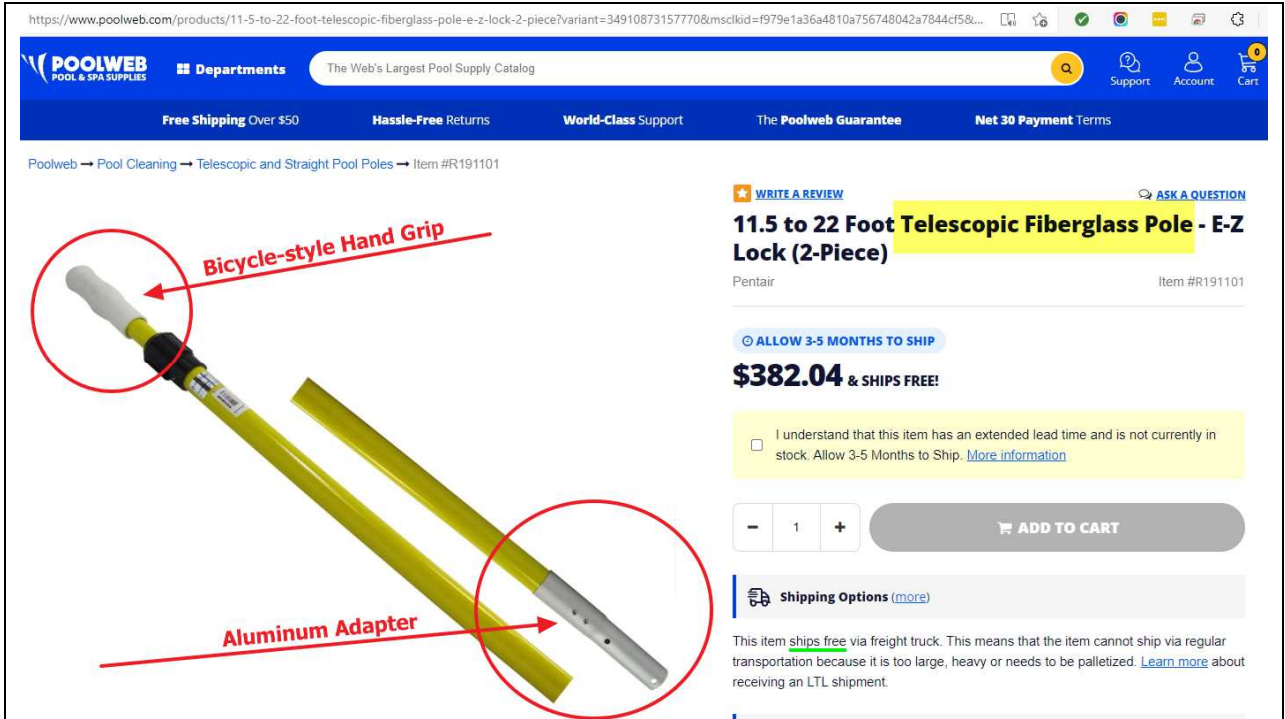 https://www.poolweb.com/products/11-5-to-22-foot-telescopic-fiberglass-pole-e-z-lock-2-piece?variant=34910873157770&msclkid=f979e1a36a4810a756748042a7844cf5&...
POOLWEB
POOL & SPA SUPPLIES
Departments
The Web's Largest Pool Supply Catalog
Support
Account
0
Cart
Free Shipping Over $50
Hassle-Free Returns
World-Class Support
The Poolweb Guarantee
Net 30 Payment Terms
Poolweb → Pool Cleaning → Telescopic and Straight Pool Poles → Item #R191101
Bicycle-style Hand Grip
Aluminum Adapter
WRITE A REVIEW
ASK A QUESTION
11.5 to 22 Foot Telescopic Fiberglass Pole - E-Z
Lock (2-Piece)
Pentair
Item #R191101
ALLOW 3-5 MONTHS TO SHIP
$382.04 & SHIPS FREE!
I understand that this item has an extended lead time and is not currently in
stock. Allow 3-5 Months to Ship. More information
- 1 +
ADD TO CART
Shipping Options (more)
This item ships free via freight truck. This means that the item cannot ship via regular
transportation because it is too large, heavy or needs to be palletized. Learn more about
receiving an LTL shipment.